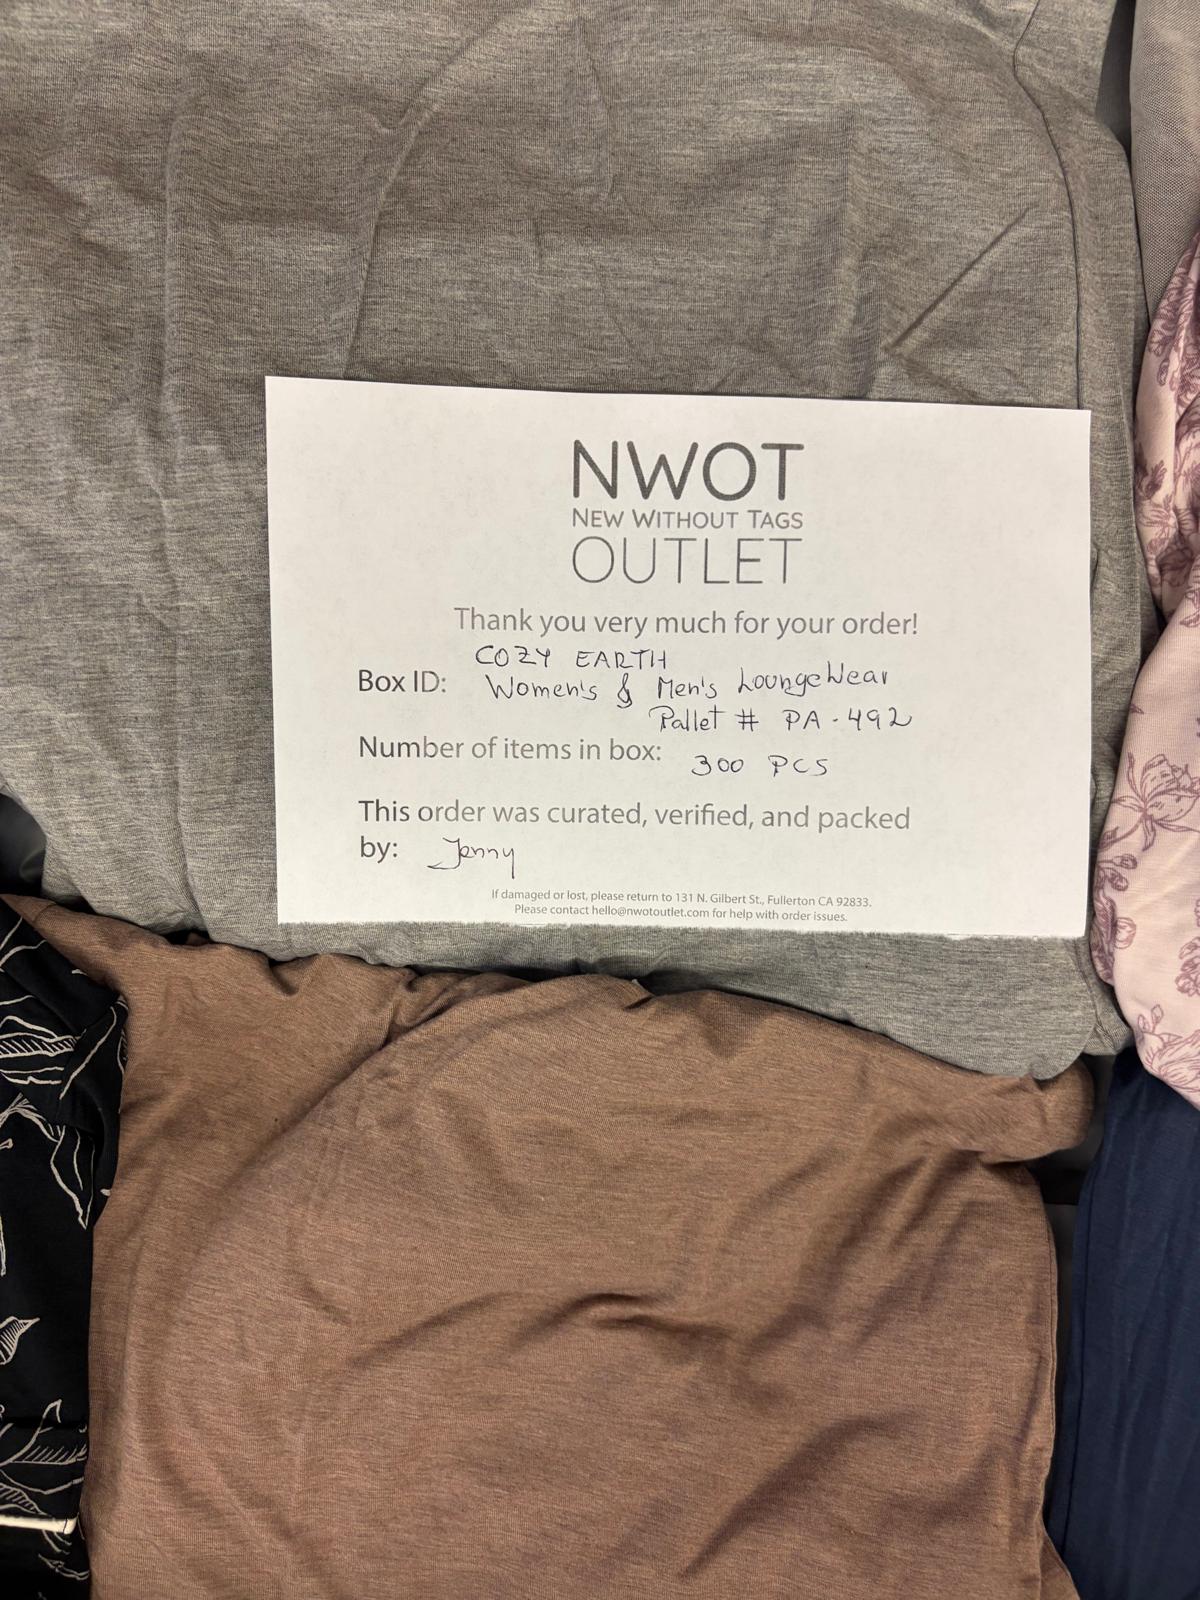 NWOT
NEW WITHOUT TAGS
OUTLET
Thank you very much for your order!
COZY EARTH
Box ID: Women's & Men's LoungeWear
Pallet # PA-492
Number of items in box: 300 PCS
This order was curated, verified, and packed
by: Jenny
If damaged or lost, please return to 131 N. Gilbert St., Fullerton CA 92833.
Please contact hello@nwotoutlet.com for help with order issues.